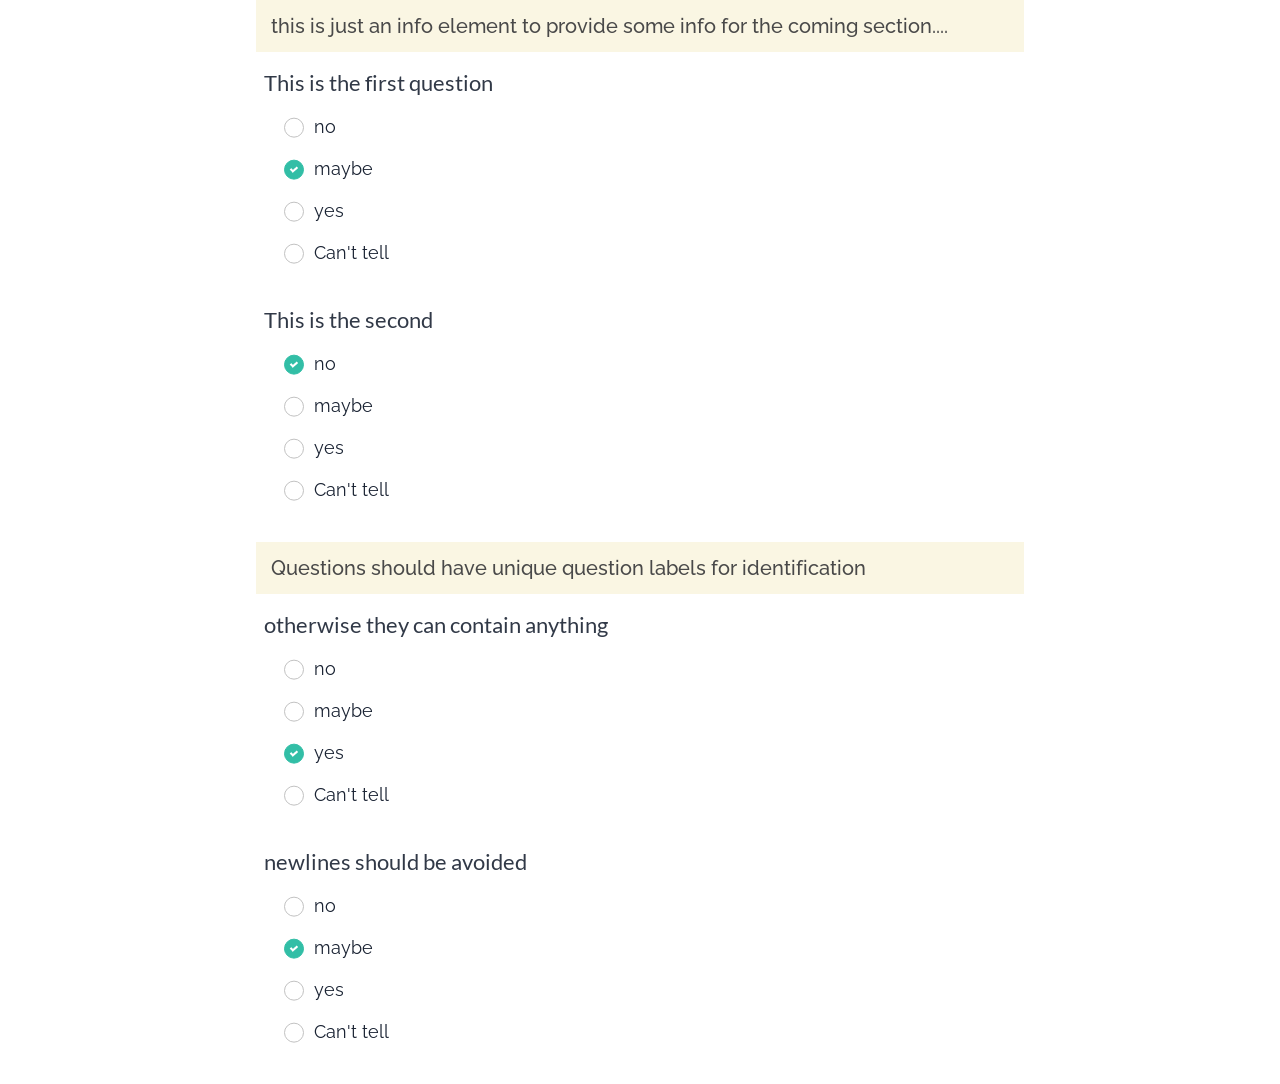 this is just an info element to provide some info for the coming section....
This is the first question
no
maybe
yes
Can't tell
This is the second
no
maybe
yes
Can't tell
Questions should have unique question labels for identification
otherwise they can contain anything
no
maybe
yes
Can't tell
newlines should be avoided
no
maybe
yes
Can't tell